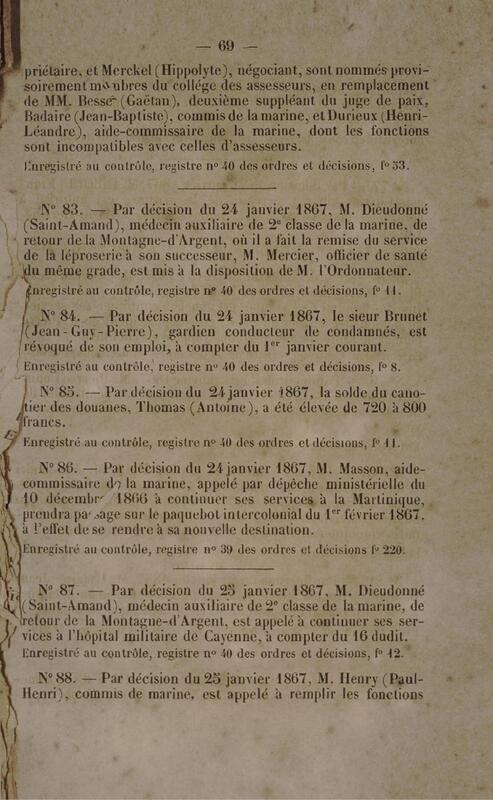 — 69 —
priétaire, et Merckel (Hippolyte), négociant, sont nommés provi-
soirement membres du collége des assesseurs, en remplacement
de MM. Besse (Gaëtan), deuxième suppléant du juge de paix,
Badaire (Jean-Baptiste), commis de la marine, et Durieux (Henri-
Léandre), aide-commissaire de la marine, dont les fonctions
sont incompatibles avec celles d'assesseurs.
Enregistré au contrôle, registre nº 40 des ordres et décisions, fº 53.
Nº 83. — Par décision du 24 janvier 1867, M. Dieudonné
(Saint-Amand), médecin auxiliaire de 2e classe de la marine, de
retour de la Montagne-d'Argent, où il a fait la remise du service
de la léproserie à son successeur, M. Mercier, officier de santé
du même grade, est mis à la disposition de M. l'Ordonnateur.
Enregistré au contrôle, registre nº 40 des ordres et décisions, fº 11.
Nº 84. — Par décision du 24 janvier 1867, le sieur Brunet
(Jean-Guy-Pierre), gardien conducteur de condamnés, est
révoqué de son emploi, à compter du 1er janvier courant.
Enregistré au contrôle, registre nº 40 des ordres et décisions, fº 8.
Nº 85. — Par décision du 24 janvier 1867, la solde du cano-
tier des douanes, Thomas (Antoine), a été élevée de 720 à 800
francs.
Enregistré au contrôle, registre nº 40 des ordres et décisions, fº 11.
Nº 86. — Par décision du 24 janvier 1867, M. Masson, aide-
commissaire de la marine, appelé par dépêche ministérielle du
10 décembre 1866 à continuer ses services à la Martinique,
prendra passage sur le paquebot intercolonial du 1er février 1867,
à l'effet de se rendre à sa nouvelle destination.
Enregistré au contrôle, registre nº 39 des ordres et décisions fº 220.
Nº 87. — Par décision du 25 janvier 1867, M. Dieudonné
(Saint-Amand), médecin auxiliaire de 2e classe de la marine, de
retour de la Montagne-d'Argent, est appelé à continuer ses ser-
vices à l'hôpital militaire de Cayenne, à compter du 16 dudit.
Enregistré au contrôle, registre nº 40 des ordres et décisions, fº 12.
Nº 88. — Par décision du 25 janvier 1867, M. Henry (Paul-
Henri), commis de marine, est appelé à remplir les fonctions